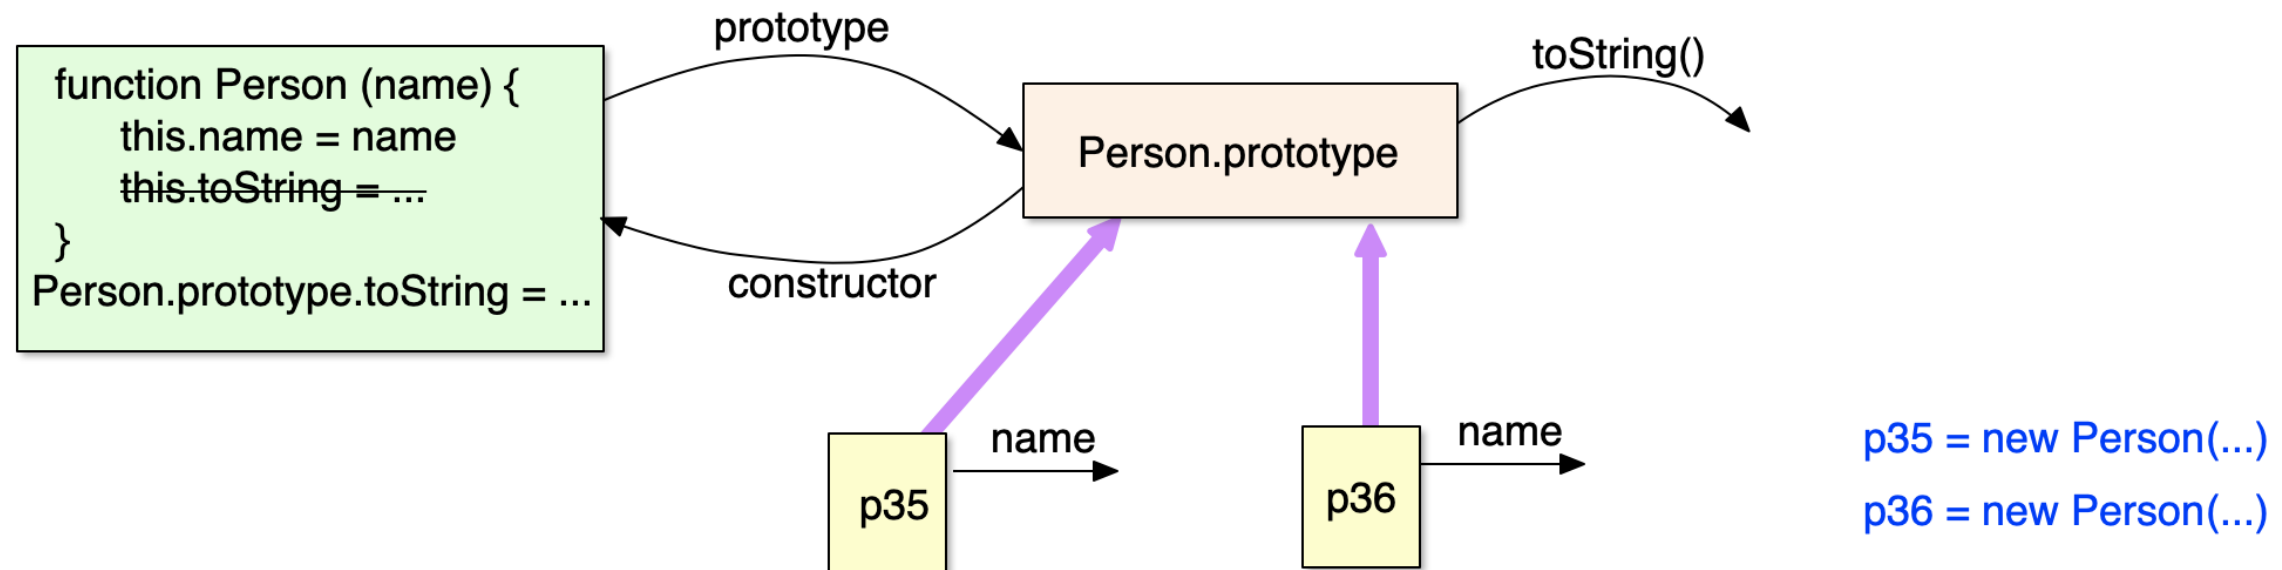 prototype
toString()
function Person (name) {
this.name = name
this.toString = ...
}
Person.prototype.toString = ...
Person.prototype
constructor
name
name
p35
p36
p35 = new Person(...)
p36 = new Person(...)